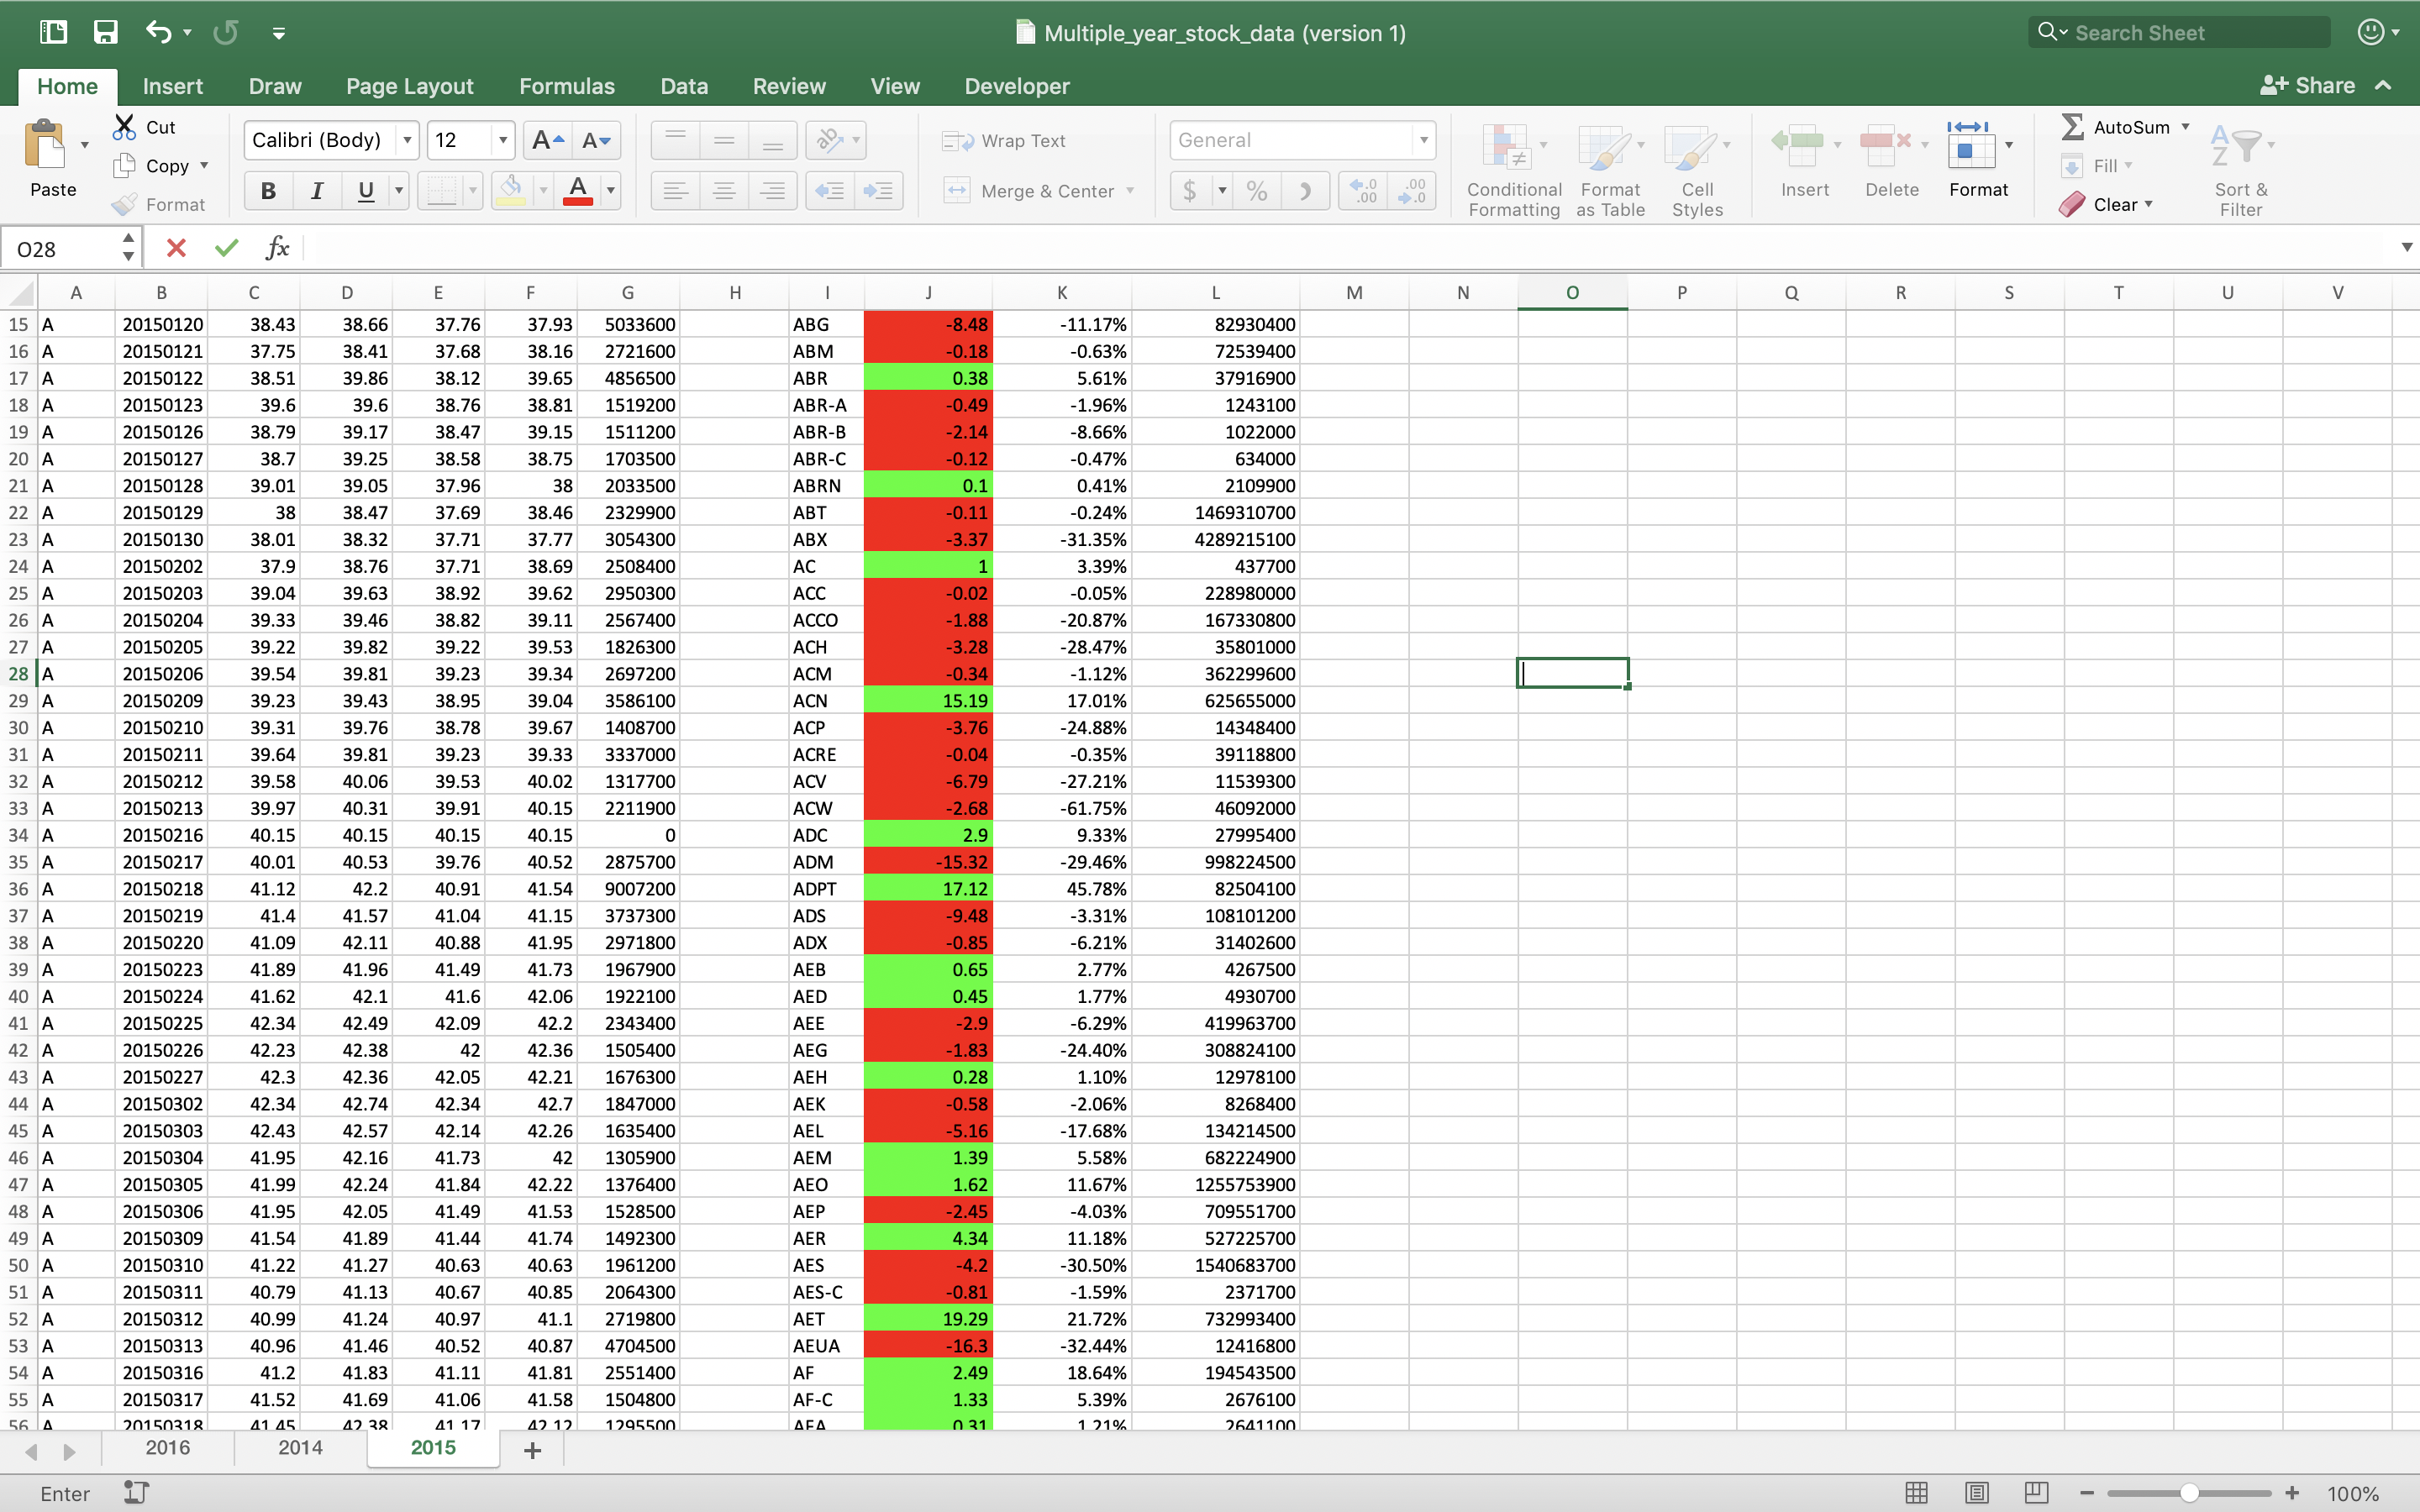 Multiple_year_stock_data (version 1)
Search Sheet
Home Insert Draw Page Layout Formulas Data Review View Developer
Share
Paste
Cut
Copy
Format
Calibri (Body) 12
A A
B I U A
Wrap Text
Merge & Center
General
$ % )
.0 .00
.00 .0
Conditional Formatting
Format as Table
Cell Styles
Insert
Delete
Format
AutoSum
Fill
Clear
A Z
Sort & Filter
O28 fx
A B C D E F G H I J K L M N O P Q R S T U V
15 A 20150120 38.43 38.66 37.76 37.93 5033600 ABG -8.48 -11.17% 82930400
16 A 20150121 37.75 38.41 37.68 38.16 2721600 ABM -0.18 -0.63% 72539400
17 A 20150122 38.51 39.86 38.12 39.65 4856500 ABR 0.38 5.61% 37916900
18 A 20150123 39.6 39.6 38.76 38.81 1519200 ABR-A -0.49 -1.96% 1243100
19 A 20150126 38.79 39.17 38.47 39.15 1511200 ABR-B -2.14 -8.66% 1022000
20 A 20150127 38.7 39.25 38.58 38.75 1703500 ABR-C -0.12 -0.47% 634000
21 A 20150128 39.01 39.05 37.96 38 2033500 ABRN 0.1 0.41% 2109900
22 A 20150129 38 38.47 37.69 38.46 2329900 ABT -0.11 -0.24% 1469310700
23 A 20150130 38.01 38.32 37.71 37.77 3054300 ABX -3.37 -31.35% 4289215100
24 A 20150202 37.9 38.76 37.71 38.69 2508400 AC 1 3.39% 437700
25 A 20150203 39.04 39.63 38.92 39.62 2950300 ACC -0.02 -0.05% 228980000
26 A 20150204 39.33 39.46 38.82 39.11 2567400 ACCO -1.88 -20.87% 167330800
27 A 20150205 39.22 39.82 39.22 39.53 1826300 ACH -3.28 -28.47% 35801000
28 A 20150206 39.54 39.81 39.23 39.34 2697200 ACM -0.34 -1.12% 362299600
29 A 20150209 39.23 39.43 38.95 39.04 3586100 ACN 15.19 17.01% 625655000
30 A 20150210 39.31 39.76 38.78 39.67 1408700 ACP -3.76 -24.88% 14348400
31 A 20150211 39.64 39.81 39.23 39.33 3337000 ACRE -0.04 -0.35% 39118800
32 A 20150212 39.58 40.06 39.53 40.02 1317700 ACV -6.79 -27.21% 11539300
33 A 20150213 39.97 40.31 39.91 40.15 2211900 ACW -2.68 -61.75% 46092000
34 A 20150216 40.15 40.15 40.15 40.15 0 ADC 2.9 9.33% 27995400
35 A 20150217 40.01 40.53 39.76 40.52 2875700 ADM -15.32 -29.46% 998224500
36 A 20150218 41.12 42.2 40.91 41.54 9007200 ADPT 17.12 45.78% 82504100
37 A 20150219 41.4 41.57 41.04 41.15 3737300 ADS -9.48 -3.31% 108101200
38 A 20150220 41.09 42.11 40.88 41.95 2971800 ADX -0.85 -6.21% 31402600
39 A 20150223 41.89 41.96 41.49 41.73 1967900 AEB 0.65 2.77% 4267500
40 A 20150224 41.62 42.1 41.6 42.06 1922100 AED 0.45 1.77% 4930700
41 A 20150225 42.34 42.49 42.09 42.2 2343400 AEE -2.9 -6.29% 419963700
42 A 20150226 42.23 42.38 42 42.36 1505400 AEG -1.83 -24.40% 308824100
43 A 20150227 42.3 42.36 42.05 42.21 1676300 AEH 0.28 1.10% 12978100
44 A 20150302 42.34 42.74 42.34 42.7 1847000 AEK -0.58 -2.06% 8268400
45 A 20150303 42.43 42.57 42.14 42.26 1635400 AEL -5.16 -17.68% 134214500
46 A 20150304 41.95 42.16 41.73 42 1305900 AEM 1.39 5.58% 682224900
47 A 20150305 41.99 42.24 41.84 42.22 1376400 AEO 1.62 11.67% 1255753900
48 A 20150306 41.95 42.05 41.49 41.53 1528500 AEP -2.45 -4.03% 709551700
49 A 20150309 41.54 41.89 41.44 41.74 1492300 AER 4.34 11.18% 527225700
50 A 20150310 41.22 41.27 40.63 40.63 1961200 AES -4.2 -30.50% 1540683700
51 A 20150311 40.79 41.13 40.67 40.85 2064300 AES-C -0.81 -1.59% 2371700
52 A 20150312 40.99 41.24 40.97 41.1 2719800 AET 19.29 21.72% 732993400
53 A 20150313 40.96 41.46 40.52 40.87 4704500 AEUA -16.3 -32.44% 12416800
54 A 20150316 41.2 41.83 41.11 41.81 2551400 AF 2.49 18.64% 194543500
55 A 20150317 41.52 41.69 41.06 41.58 1504800 AF-C 1.33 5.39% 2676100
56 A 20150318 41.45 42.38 41.17 42.12 1295500 AFA 0.31 1.21% 2641100
2016 2014 2015 +
Enter 100%